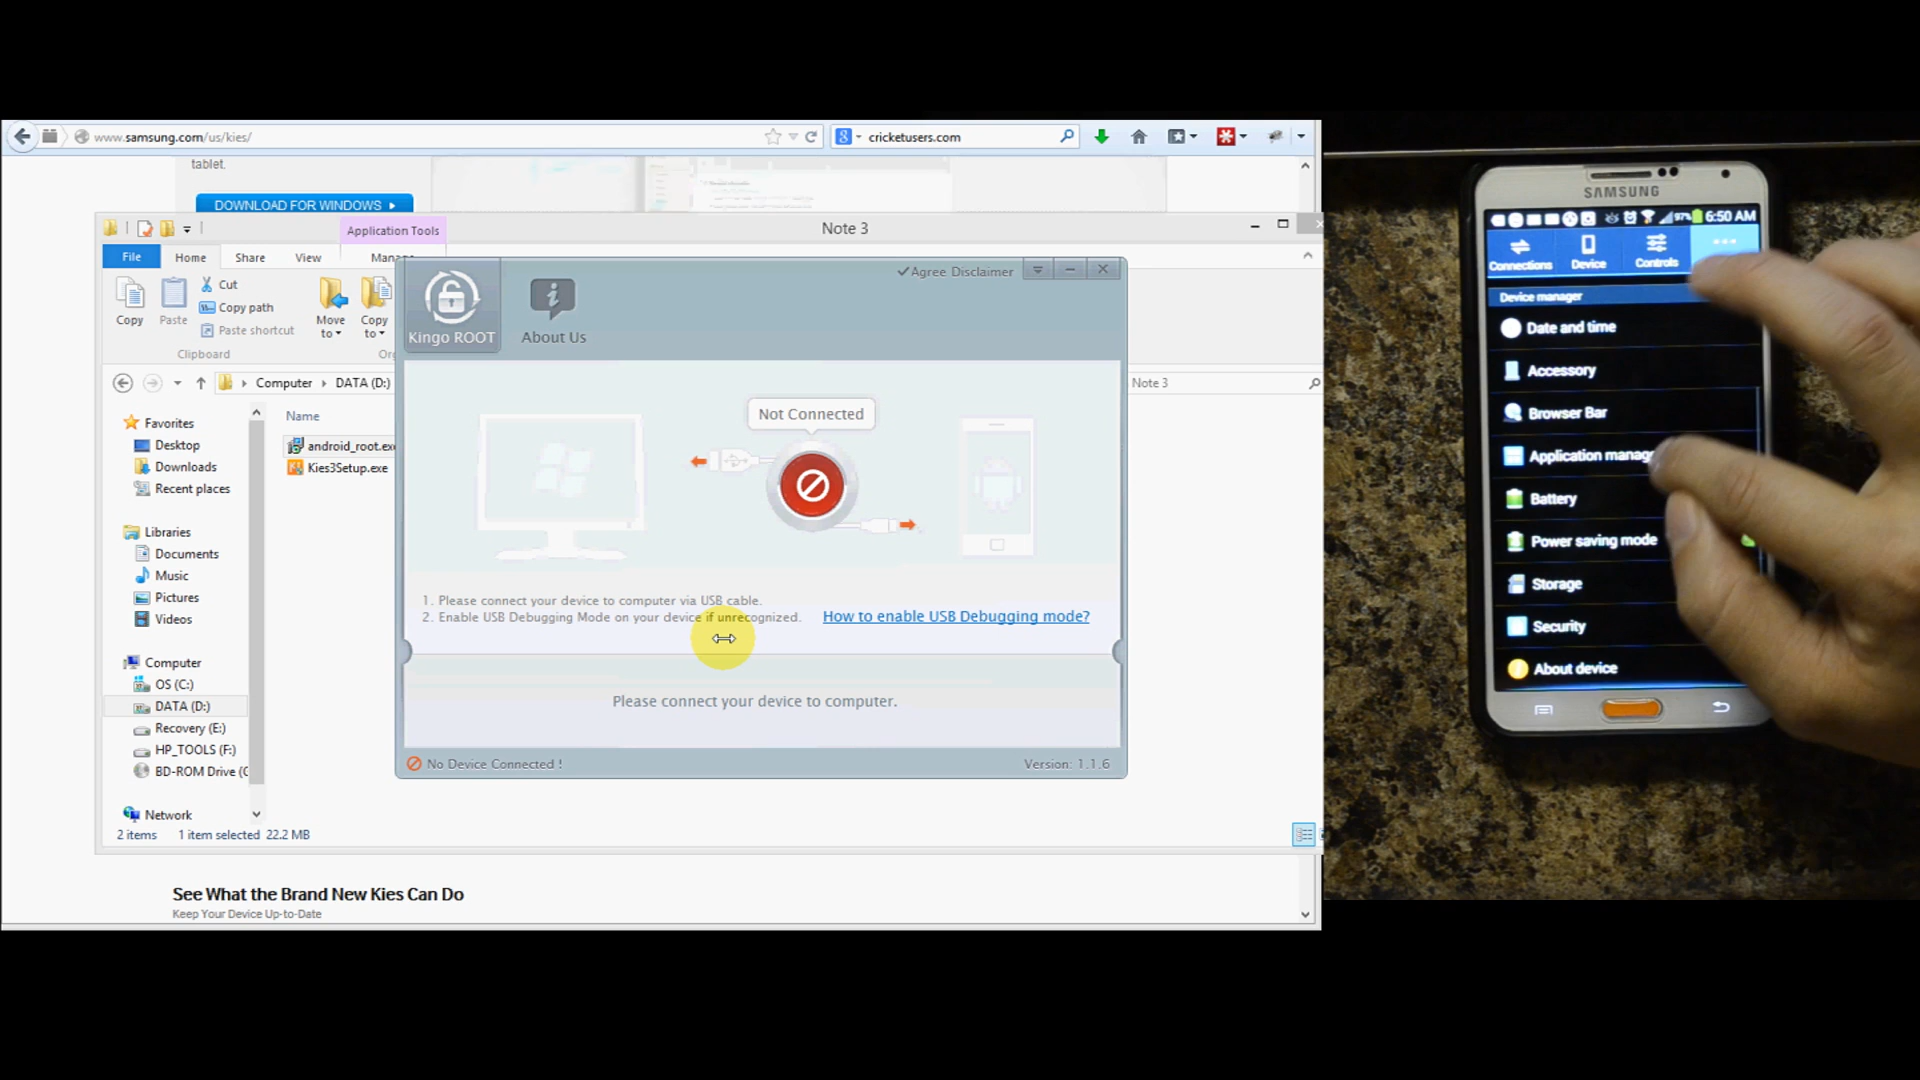 www.samsung.com/us/kies/
cricketusers.com
tablet.
DOWNLOAD FOR WINDOWS
Application Tools
Note 3
File
Home
Share
View
Copy
Paste
Cut
Copy path
Paste shortcut
Clipboard
Move
to
Copy
to
Computer
DATA (D:)
Note 3
Favorites
Desktop
Downloads
Recent places
Libraries
Documents
Music
Pictures
Videos
Computer
OS (C:)
DATA (D:)
Recovery (E:)
HP_TOOLS (F:)
BD-ROM Drive
Network
2 items
1 item selected 22.2 MB
Name
android_root.exe
Kies3Setup.exe
Kingo ROOT
About Us
Agree Disclaimer
Not Connected
1. Please connect your device to computer via USB cable.
2. Enable USB Debugging Mode on your device if unrecognized.
How to enable USB Debugging mode?
Please connect your device to computer.
No Device Connected !
Version: 1.1.6
See What the Brand New Kies Can Do
Keep Your Device Up-to-Date
SAMSUNG
97%
6:50 AM
Connections
Device
Controls
Device manager
Date and time
Accessory
Browser Bar
Application manag
Battery
Power saving mode
Storage
Security
About device